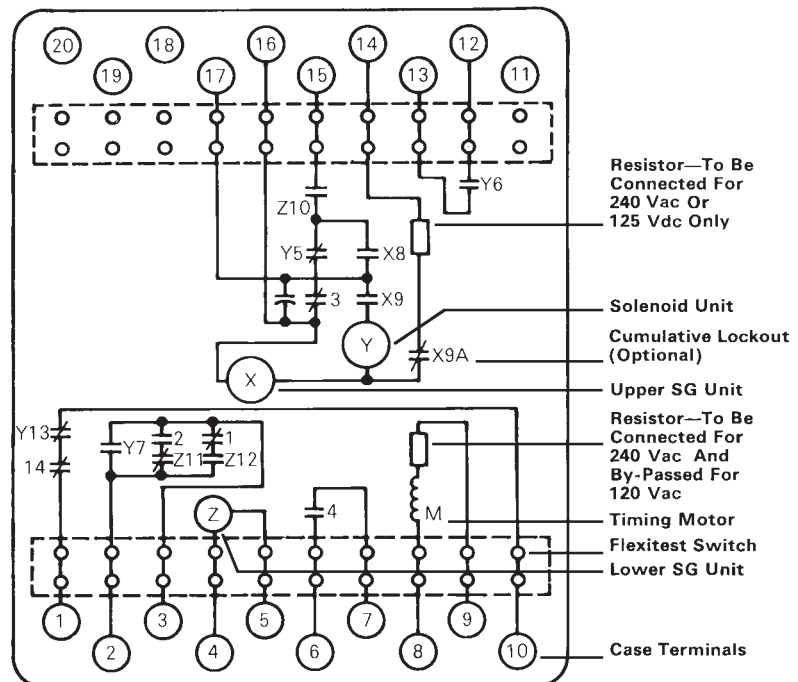 20 18 16 14 12
19 17 15 13 11
Resistor—To Be
Connected For
240 Vac Or
125 Vdc Only
Y6
Z10
Y5 X8
3 X9
Solenoid Unit
Y
Cumulative Lockout
(Optional)
X9A
X
Upper SG Unit
Resistor—To Be
Connected For
240 Vac And
By-Passed For
120 Vac
Y13 Y7 2 1
14 Z11 Z12
Z 4 M
Timing Motor
Flexitest Switch
Lower SG Unit
1 3 5 7 9
2 4 6 8 10
Case Terminals